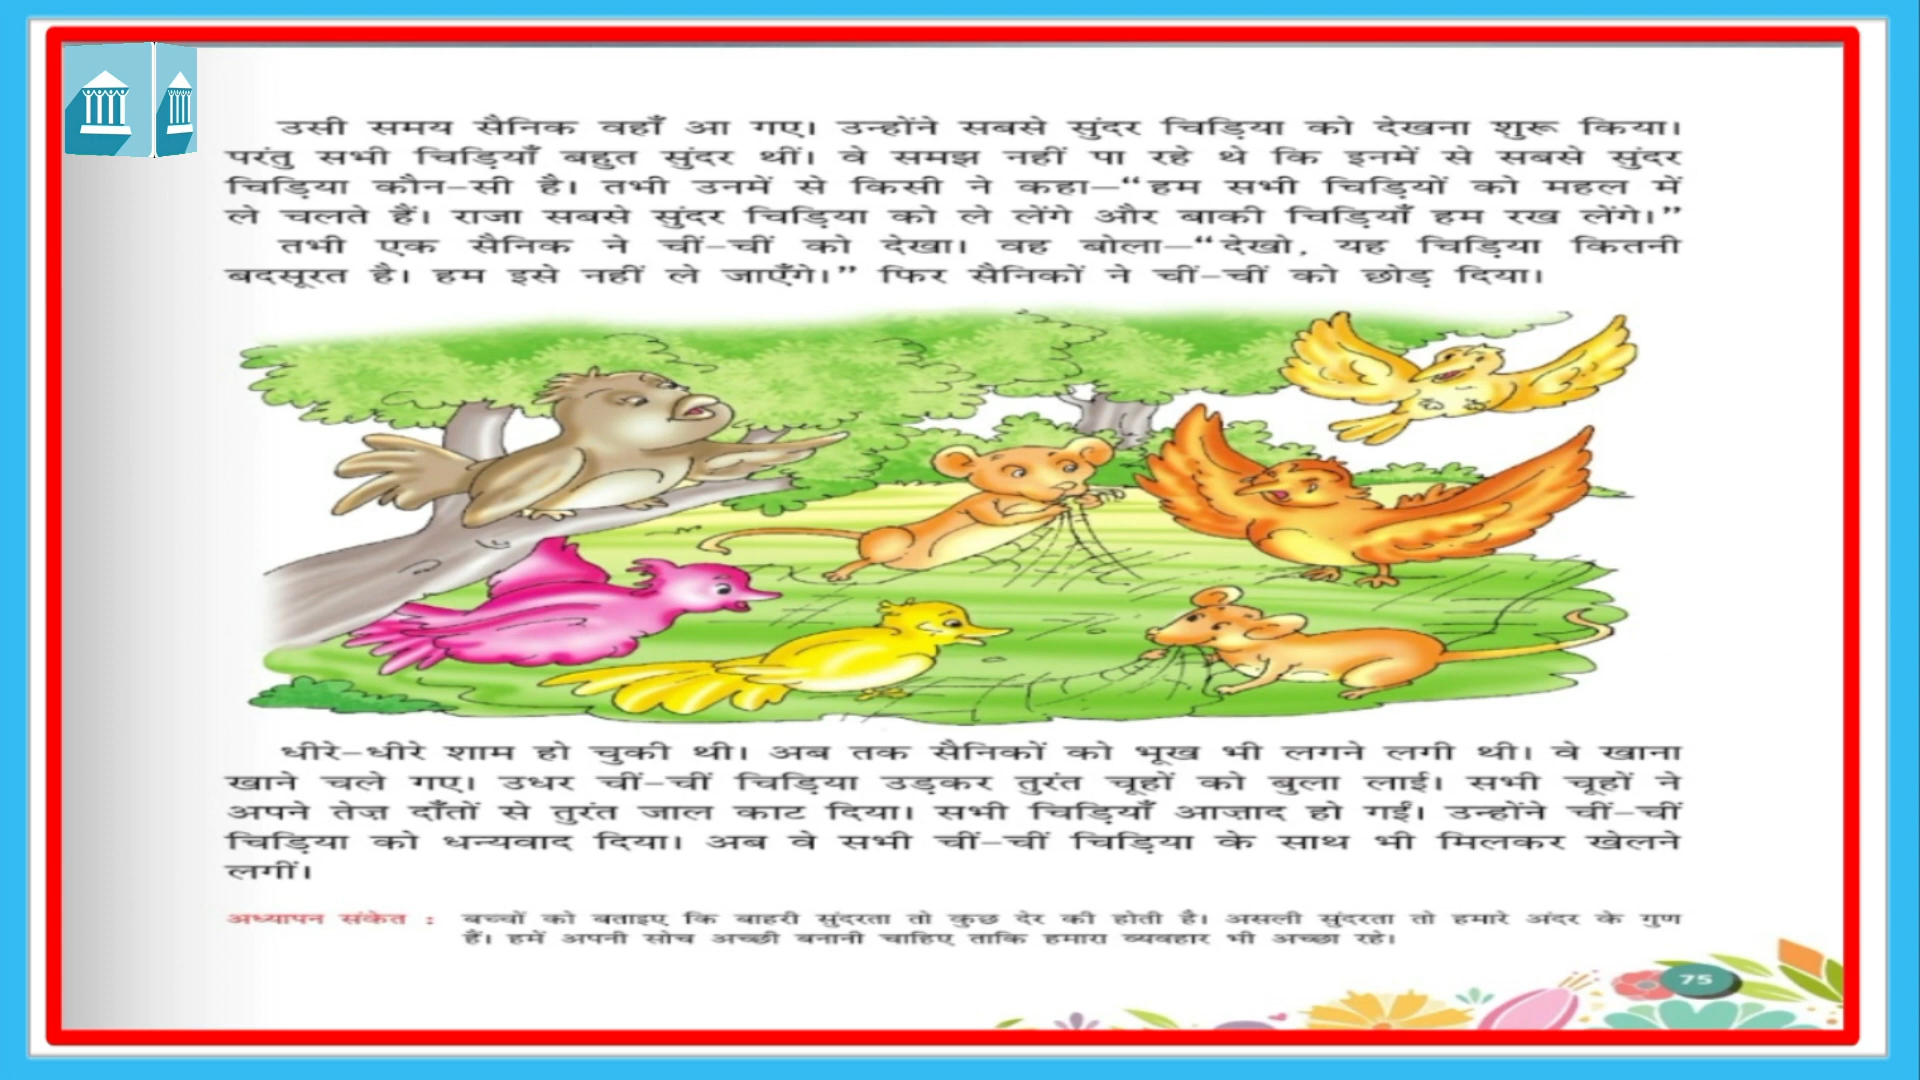 उसी समय सैनिक वहाँ आ गए। उन्होंने सबसे सुंदर चिड़िया को देखना शुरू किया।
परंतु सभी चिड़ियाँ बहुत सुंदर थीं। वे समझ नहीं पा रहे थे कि इनमें से सबसे सुंदर
चिड़िया कौन–सी है। तभी उनमें से किसी ने कहा—“हम सभी चिड़ियों को महल में
ले चलते हैं। राजा सबसे सुंदर चिड़िया को ले लेंगे और बाकी चिड़ियाँ हम रख लेंगे।”
तभी एक सैनिक ने चीं–चीं को देखा। वह बोला—“देखो, यह चिड़िया कितनी
बदसूरत है। हम इसे नहीं ले जाएँगे।” फिर सैनिकों ने चीं–चीं को छोड़ दिया।
धीरे–धीरे शाम हो चुकी थी। अब तक सैनिकों को भूख भी लगने लगी थी। वे खाना
खाने चले गए। उधर चीं–चीं चिड़िया उड़कर तुरंत चूहों को बुला लाई। सभी चूहों ने
अपने तेज़ दाँतों से तुरंत जाल काट दिया। सभी चिड़ियाँ आज़ाद हो गईं। उन्होंने चीं–चीं
चिड़िया को धन्यवाद दिया। अब वे सभी चीं–चीं चिड़िया के साथ भी मिलकर खेलने
लगीं।
अध्यापन संकेत : बच्चों को बताइए कि बाहरी सुंदरता तो कुछ देर की होती है। असली सुंदरता तो हमारे अंदर के गुण
हैं। हमें अपनी सोच अच्छी बनानी चाहिए ताकि हमारा व्यवहार भी अच्छा रहे।
75